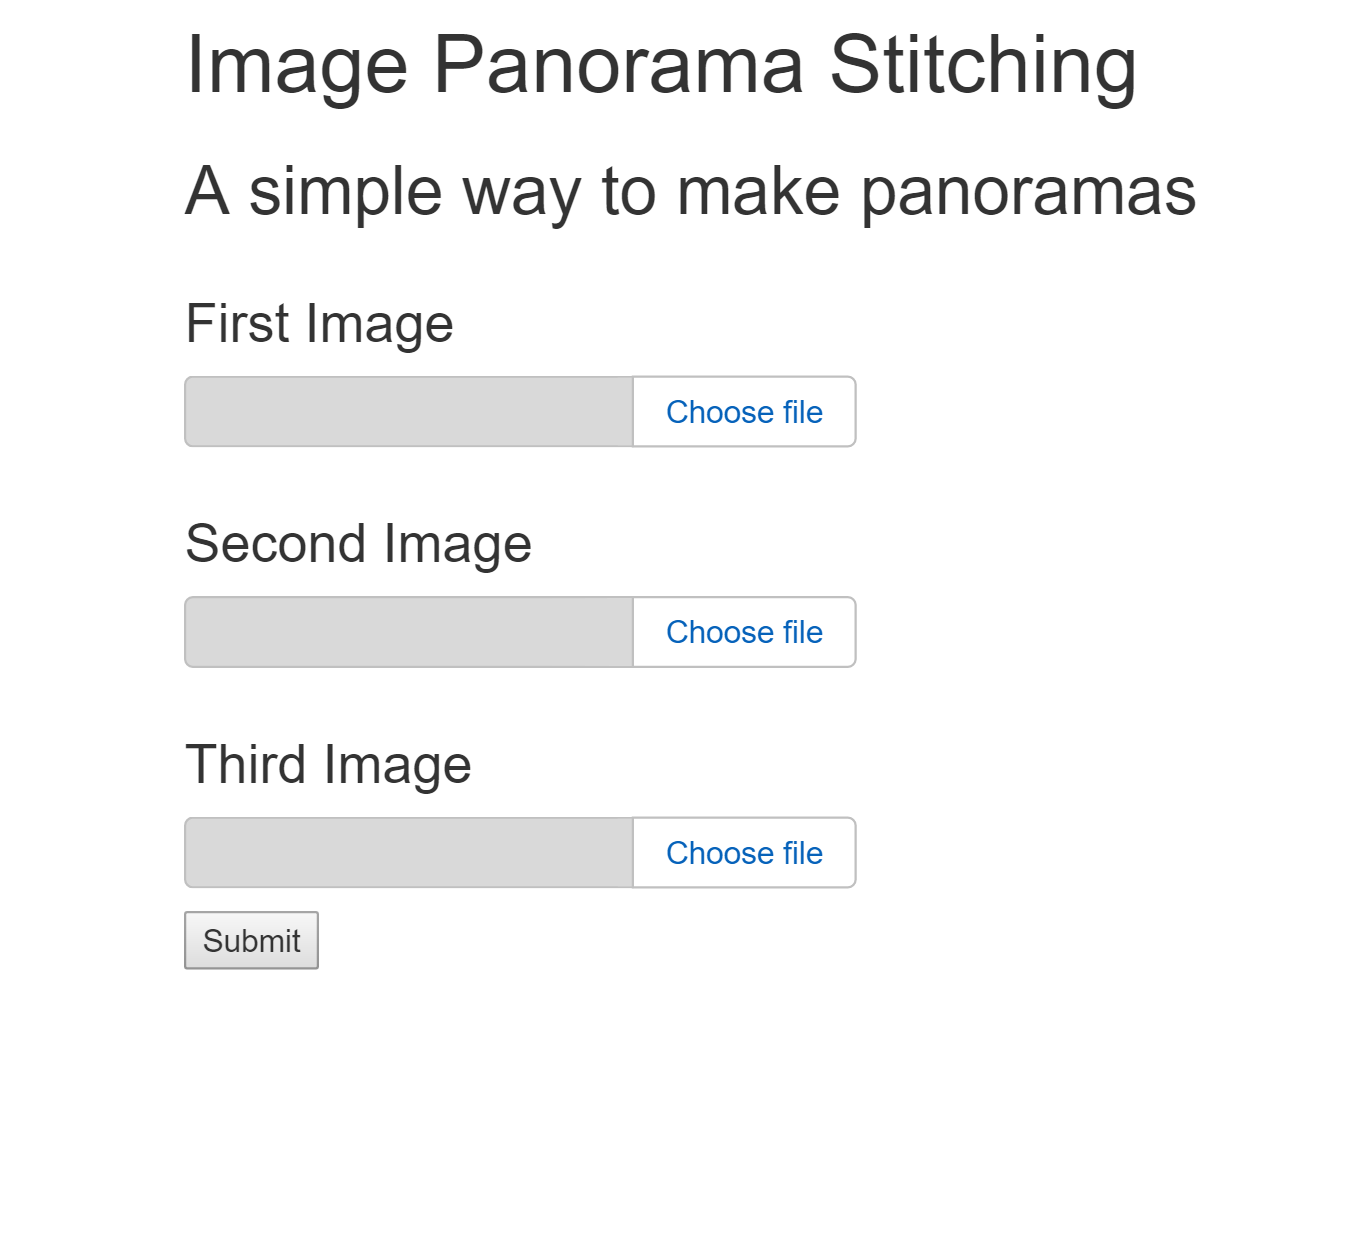 Image Panorama Stitching
A simple way to make panoramas
First Image
Choose file
Second Image
Choose file
Third Image
Choose file
Submit